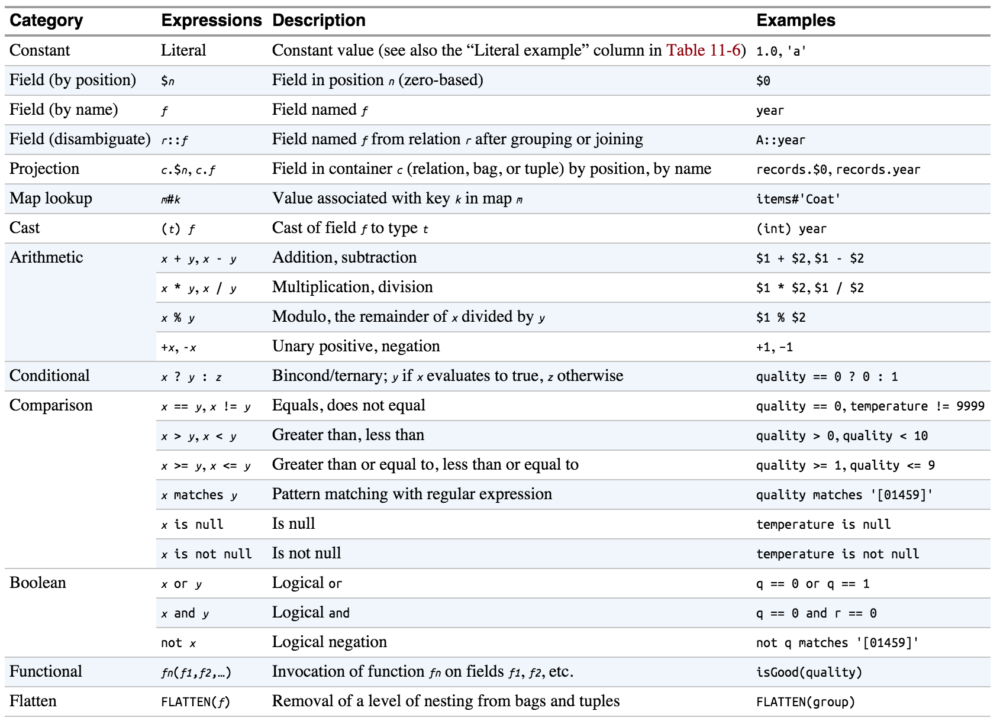 Category Expressions Description Examples
Constant Literal Constant value (see also the “Literal example” column in Table 11-6) 1.0, 'a'
Field (by position) $n Field in position n (zero-based) $0
Field (by name) f Field named f year
Field (disambiguate) r::f Field named f from relation r after grouping or joining A::year
Projection c.$n, c.f Field in container c (relation, bag, or tuple) by position, by name records.$0, records.year
Map lookup m#k Value associated with key k in map m items#'Coat'
Cast (t) f Cast of field f to type t (int) year
Arithmetic x + y, x - y Addition, subtraction $1 + $2, $1 - $2
x * y, x / y Multiplication, division $1 * $2, $1 / $2
x % y Modulo, the remainder of x divided by y $1 % $2
+x, -x Unary positive, negation +1, –1
Conditional x ? y : z Bincond/ternary; y if x evaluates to true, z otherwise quality == 0 ? 0 : 1
Comparison x == y, x != y Equals, does not equal quality == 0, temperature != 9999
x > y, x < y Greater than, less than quality > 0, quality < 10
x >= y, x <= y Greater than or equal to, less than or equal to quality >= 1, quality <= 9
x matches y Pattern matching with regular expression quality matches '[01459]'
x is null Is null temperature is null
x is not null Is not null temperature is not null
Boolean x or y Logical or q == 0 or q == 1
x and y Logical and q == 0 and r == 0
not x Logical negation not q matches '[01459]'
Functional fn(f1,f2,…) Invocation of function fn on fields f1, f2, etc. isGood(quality)
Flatten FLATTEN(f) Removal of a level of nesting from bags and tuples FLATTEN(group)